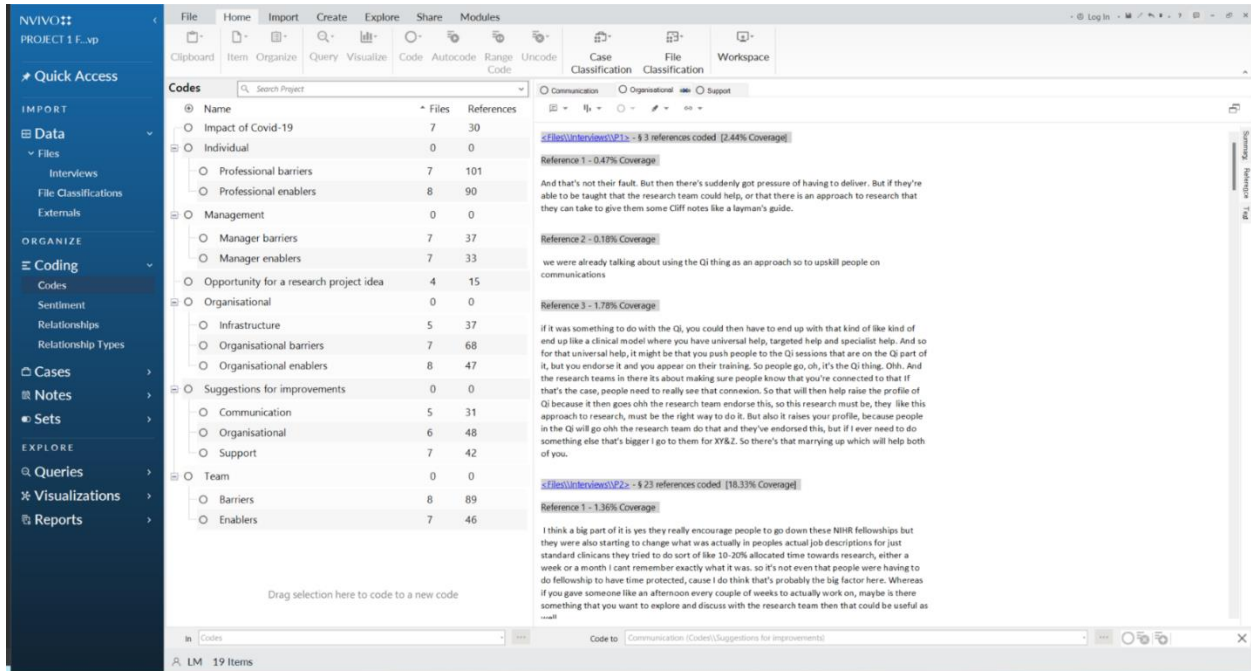 NVIVO
PROJECT 1 F...vp
Quick Access
IMPORT
Data
Files
Interviews
File Classifications
Externals
ORGANIZE
Coding
Codes
Sentiment
Relationships
Relationship Types
Cases
Notes
Sets
EXPLORE
Queries
Visualizations
Reports
File Home Import Create Explore Share Modules
Log In
Clipboard Item Organize Query Visualize Code Autocode Range Code Uncode Case Classification File Classification Workspace
Codes
Search Project
Name Files References
Impact of Covid-19 7 30
Individual 0 0
Professional barriers 7 101
Professional enablers 8 90
Management 0 0
Manager barriers 7 37
Manager enablers 7 33
Opportunity for a research project idea 4 15
Organisational 0 0
Infrastructure 5 37
Organisational barriers 7 68
Organisational enablers 8 47
Suggestions for improvements 0 0
Communication 5 31
Organisational 6 48
Support 7 42
Team 0 0
Barriers 8 89
Enablers 7 46
Drag selection here to code to a new code
In Codes
LM 19 Items
Communication Organisational Support
<Files\\Interviews\\P1> - § 3 references coded [2.44% Coverage]
Reference 1 - 0.47% Coverage
And that's not their fault. But then there's suddenly got pressure of having to deliver. But if they're
able to be taught that the research team could help, or that there is an approach to research that
they can take to give them some Cliff notes like a layman's guide.
Reference 2 - 0.18% Coverage
we were already talking about using the Qi thing as an approach so to upskill people on
communications
Reference 3 - 1.78% Coverage
if it was something to do with the Qi, you could then have to end up with that kind of like kind of
end up like a clinical model where you have universal help, targeted help and specialist help. And so
for that universal help, it might be that you push people to the Qi sessions that are on the Qi part of
it, but you endorse it and you appear on their training. So people go, oh, it's the Qi thing. Ohh. And
the research teams in there its about making sure people know that you're connected to that If
that's the case, people need to really see that connexion. So that will then help raise the profile of
Qi because it then goes ohh the research team endorse this, so this research must be, they like this
approach to research, must be the right way to do it. But also it raises your profile, because people
in the Qi will go ohh the research team do that and they've endorsed this, but if I ever need to do
something else that's bigger I go to them for XY&Z. So there's that marrying up which will help both
of you.
<Files\\Interviews\\P2> - § 23 references coded [18.33% Coverage]
Reference 1 - 1.36% Coverage
I think a big part of it is yes they really encourage people to go down these NIHR fellowships but
they were also starting to change what was actually in peoples actual job descriptions for just
standard clinicans they tried to do sort of like 10-20% allocated time towards research, either a
week or a month I cant remember exactly what it was. so it's not even that people were having to
do fellowship to have time protected, cause I do think that's probably the big factor here. Whereas
if you gave someone like an afternoon every couple of weeks to actually work on, maybe is there
something that you want to explore and discuss with the research team then that could be useful as
well
Code to Communication (Codes\\Suggestions for improvements)
Summary
Reference
Text